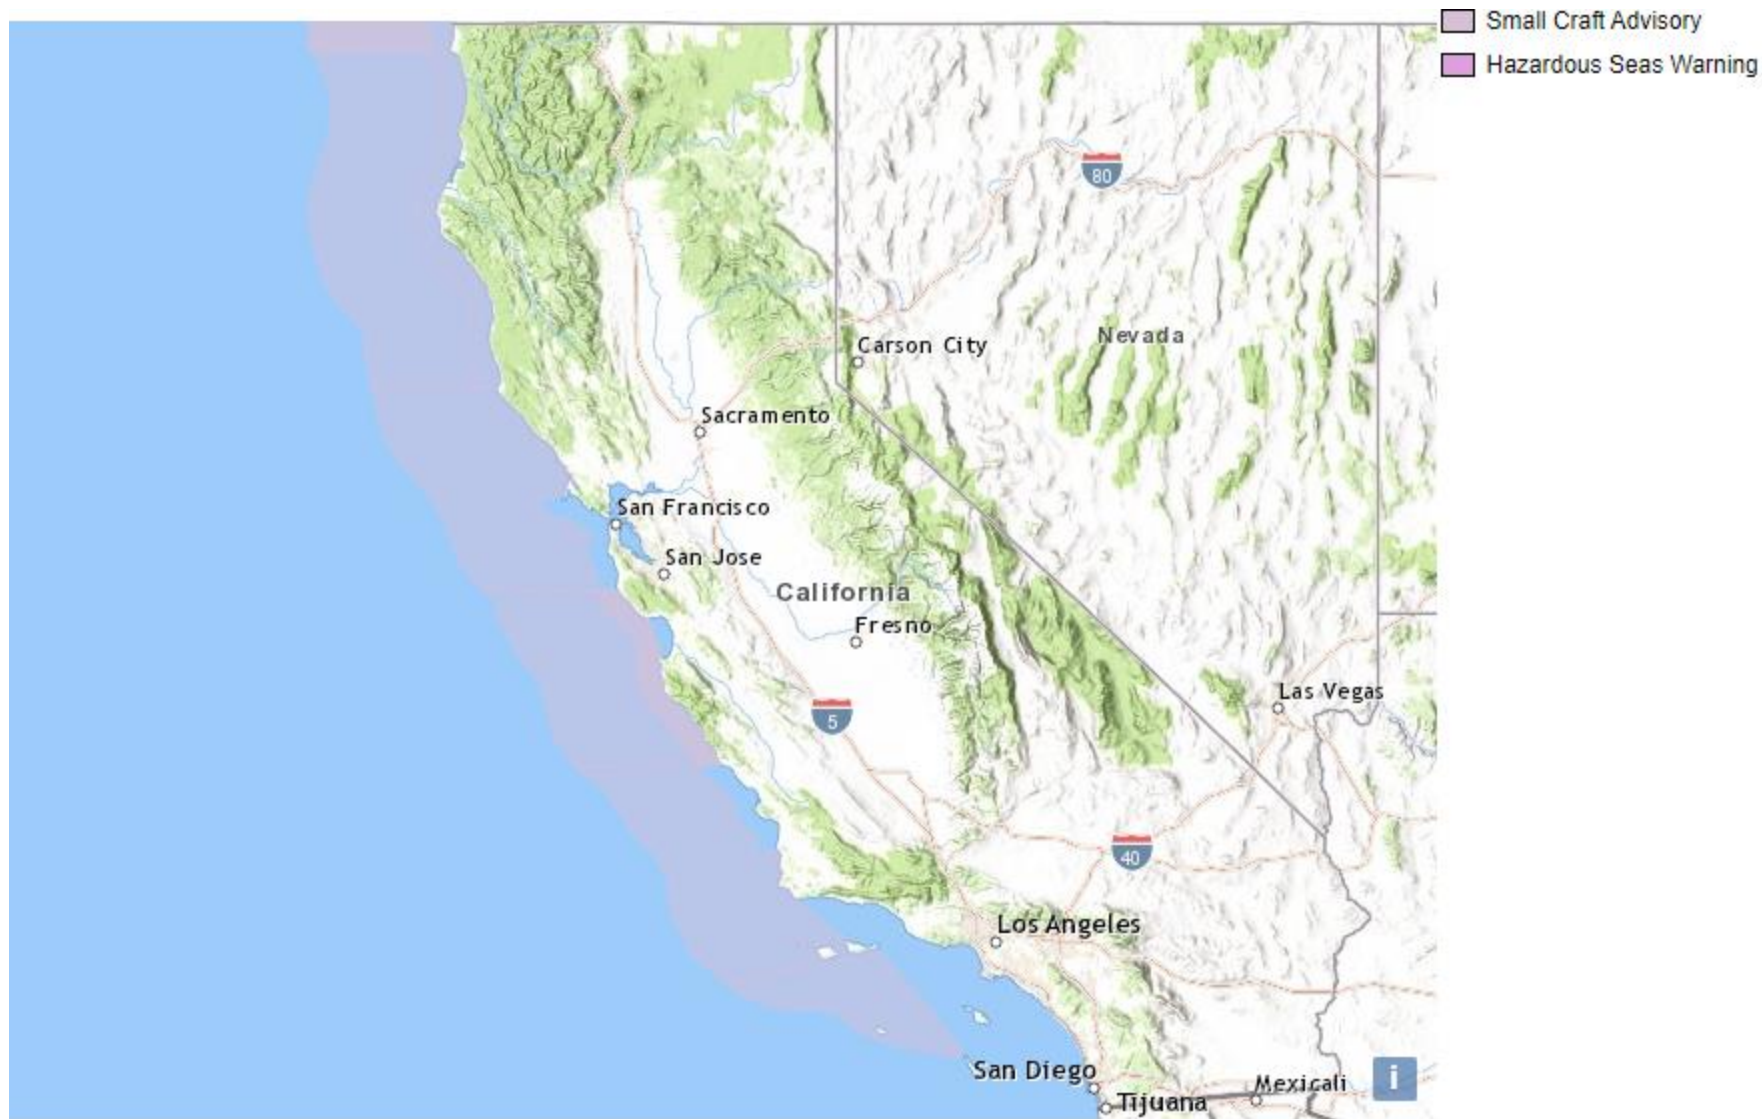 Small Craft Advisory
Hazardous Seas Warning
80
Carson City
Nevada
Sacramento
San Francisco
San Jose
California
Fresno
Las Vegas
5
40
Los Angeles
San Diego
Mexicali
Tijuana
i